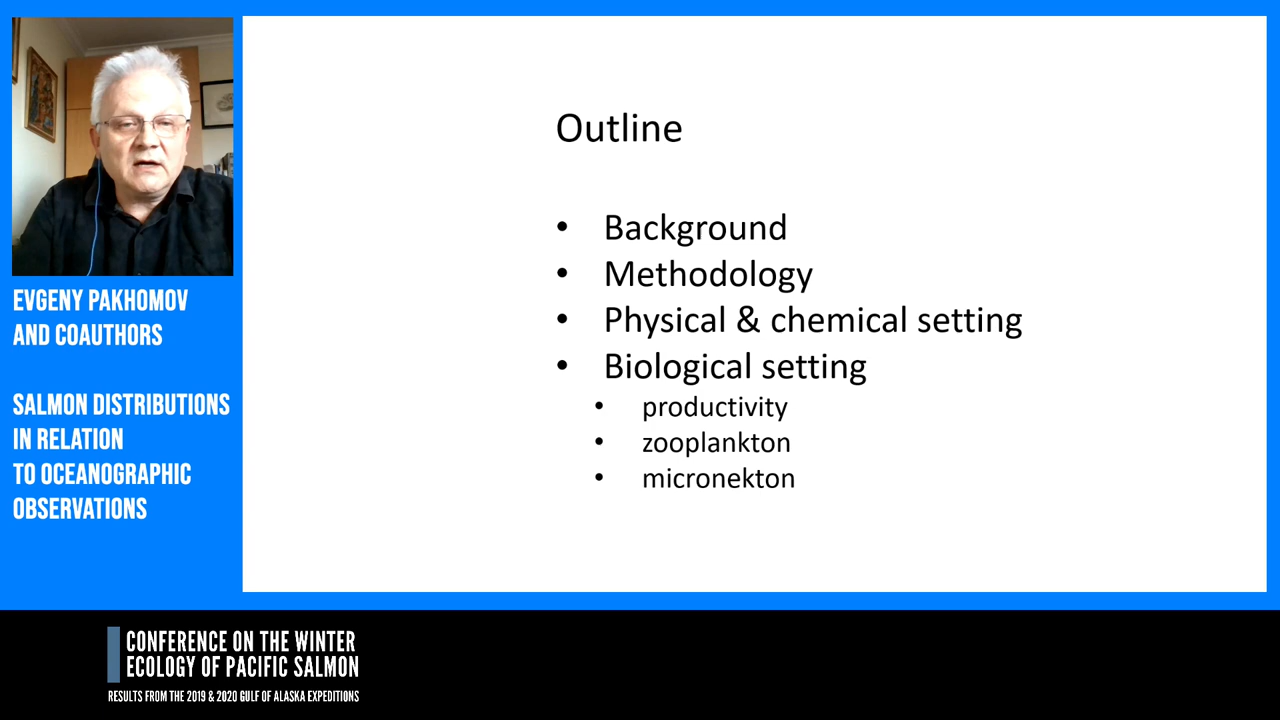 EVGENY PAKHOMOV
AND COAUTHORS
SALMON DISTRIBUTIONS
IN RELATION
TO OCEANOGRAPHIC
OBSERVATIONS
Outline
• Background
• Methodology
• Physical & chemical setting
• Biological setting
• productivity
• zooplankton
• micronekton
CONFERENCE ON THE WINTER
ECOLOGY OF PACIFIC SALMON
RESULTS FROM THE 2019 & 2020 GULF OF ALASKA EXPEDITIONS